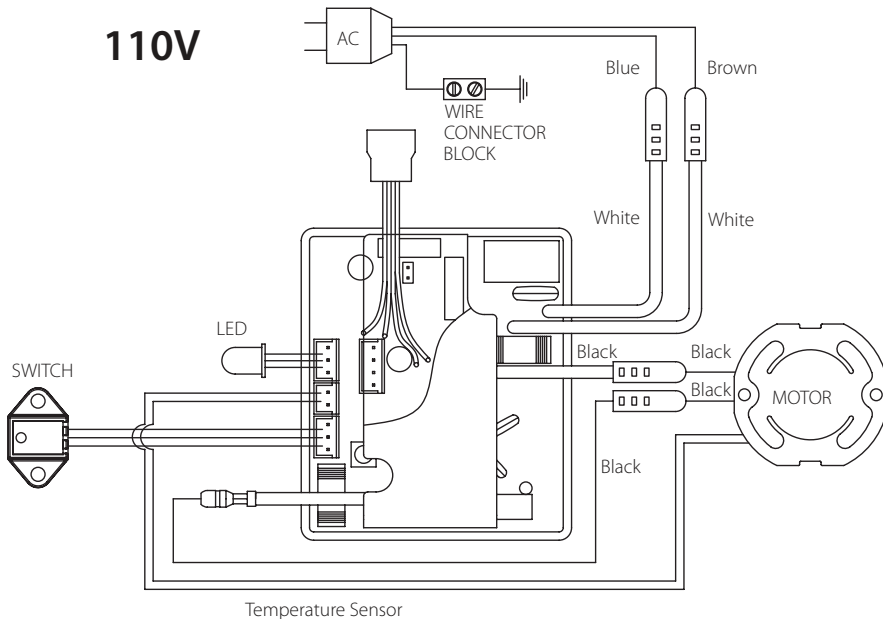 110V
AC
Blue
Brown
WIRE
CONNECTOR
BLOCK
White
White
LED
SWITCH
Black
Black
Black
MOTOR
Black
Temperature Sensor